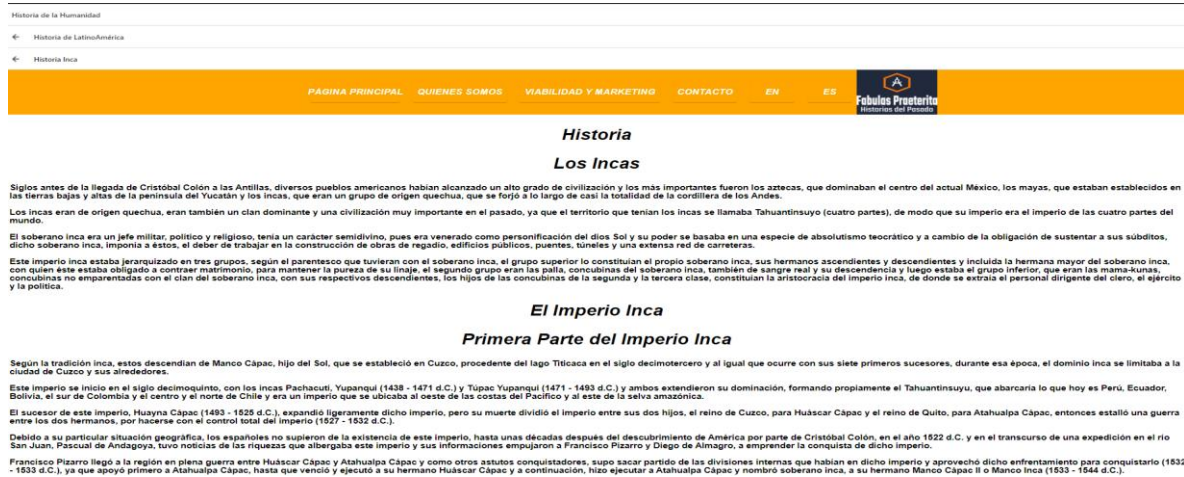 Historia de la Humanidad
← Historia de LatinoAmérica
← Historia Inca
PÁGINA PRINCIPAL QUIENES SOMOS VIABILIDAD Y MARKETING CONTACTO EN ES
Fabulas Praeterita
Historias del Pasado
Historia
Los Incas
Siglos antes de la llegada de Cristóbal Colón a las Antillas, diversos pueblos americanos habían alcanzado un alto grado de civilización y los más importantes fueron los aztecas, que dominaban el centro del actual México, los mayas, que estaban establecidos en
las tierras bajas y altas de la península del Yucatán y los incas, que eran un grupo de origen quechua, que se forjó a lo largo de casi la totalidad de la cordillera de los Andes.
Los incas eran de origen quechua, eran también un clan dominante y una civilización muy importante en el pasado, ya que el territorio que tenían los incas se llamaba Tahuantinsuyo (cuatro partes), de modo que su imperio era el imperio de las cuatro partes del
mundo.
El soberano inca era un jefe militar, político y religioso, tenía un carácter semidivino, pues era venerado como personificación del dios Sol y su poder se basaba en una especie de absolutismo teocrático y a cambio de la obligación de sustentar a sus súbditos,
dicho soberano inca, imponía a éstos, el deber de trabajar en la construcción de obras de regadío, edificios públicos, puentes, túneles y una extensa red de carreteras.
Este imperio inca estaba jerarquizado en tres grupos, según el parentesco que tuvieran con el soberano inca, el grupo superior lo constituían el propio soberano inca, sus hermanos ascendientes y descendientes y incluida la hermana mayor del soberano inca,
con quien éste estaba obligado a contraer matrimonio, para mantener la pureza de su linaje, el segundo grupo eran las palla, concubinas del soberano inca, también de sangre real y su descendencia y luego estaba el grupo inferior, que eran las mama-kunas,
concubinas no emparentadas con el clan del soberano inca, con sus respectivos descendientes, los hijos de las concubinas de la segunda y la tercera clase, constituían la aristocracia del imperio inca, de donde se extraía el personal dirigente del clero, el ejército
y la política.
El Imperio Inca
Primera Parte del Imperio Inca
Según la tradición inca, estos descendían de Manco Cápac, hijo del Sol, que se estableció en Cuzco, procedente del lago Titicaca en el siglo decimotercero y al igual que ocurre con sus siete primeros sucesores, durante esa época, el dominio inca se limitaba a la
ciudad de Cuzco y sus alrededores.
Este imperio se inicio en el siglo decimoquinto, con los incas Pachacuti, Yupanqui (1438 - 1471 d.C.) y Túpac Yupanqui (1471 - 1493 d.C.) y ambos extendieron su dominación, formando propiamente el Tahuantinsuyu, que abarcaría lo que hoy es Perú, Ecuador,
Bolivia, el sur de Colombia y el centro y el norte de Chile y era un imperio que se ubicaba al oeste de las costas del Pacífico y al este de la selva amazónica.
El sucesor de este imperio, Huayna Cápac (1493 - 1525 d.C.), expandió ligeramente dicho imperio, pero su muerte dividió el imperio entre sus dos hijos, el reino de Cuzco, para Huáscar Cápac y el reino de Quito, para Atahualpa Cápac, entonces estalló una guerra
entre los dos hermanos, por hacerse con el control total del imperio (1527 - 1532 d.C.).
Debido a su particular situación geográfica, los españoles no supieron de la existencia de este imperio, hasta unas décadas después del descubrimiento de América por parte de Cristóbal Colón, en el año 1522 d.C. y en el transcurso de una expedición en el río
San Juan, Pascual de Andagoya, tuvo noticias de las riquezas que albergaba este imperio y sus informaciones empujaron a Francisco Pizarro y Diego de Almagro, a emprender la conquista de dicho imperio.
Francisco Pizarro llegó a la región en plena guerra entre Huáscar Cápac y Atahualpa Cápac y como otros astutos conquistadores, supo sacar partido de las divisiones internas que habían en dicho imperio y aprovechó dicho enfrentamiento para conquistarlo (1532
- 1533 d.C.), ya que apoyó primero a Atahualpa Cápac, hasta que venció y ejecutó a su hermano Huáscar Cápac y a continuación, hizo ejecutar a Atahualpa Cápac y nombró soberano inca, a su hermano Manco Cápac II o Manco Inca (1533 - 1544 d.C.).